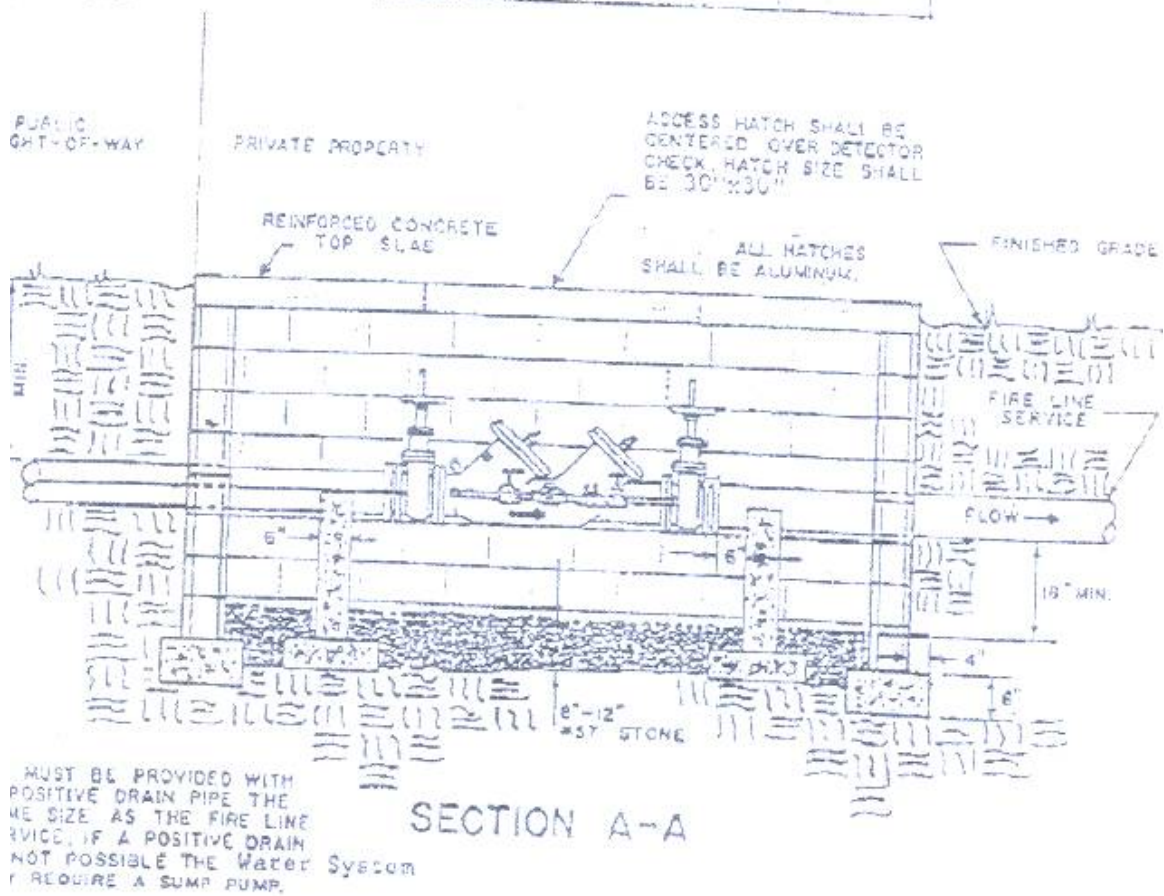 PUBLIC
GHT-OF-WAY
PRIVATE PROPERTY
ACCESS HATCH SHALL BE
CENTERED OVER DETECTOR
CHECK, HATCH SIZE SHALL
BE 30"x30"
REINFORCED CONCRETE
TOP SLAB
ALL HATCHES
SHALL BE ALUMINUM.
FINISHED GRADE
MIN
FIRE LINE
SERVICE
FLOW
6"
6"
18" MIN.
4"
8"
8"-12"
#57 STONE
MUST BE PROVIDED WITH
POSITIVE DRAIN PIPE THE
ME SIZE AS THE FIRE LINE
RVICE, IF A POSITIVE DRAIN
NOT POSSIBLE THE Water System
Y REQUIRE A SUMP PUMP.
SECTION A-A